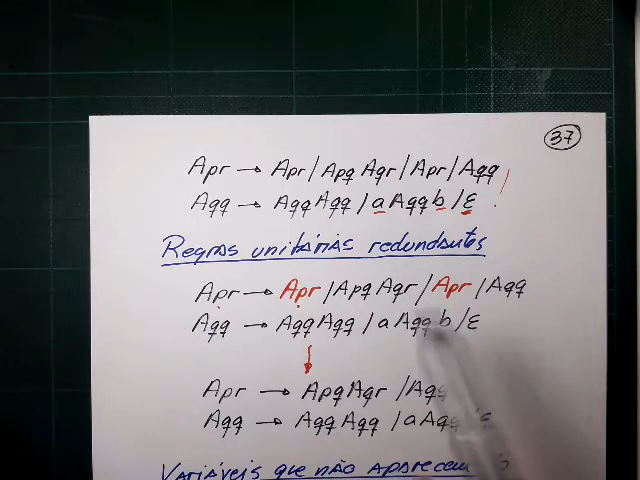 37
Apr → Apr / Apq Aqr / Apr / Aqq
Aqq → Aqq Aqq / a Aqq b / ε !
Regras unitárias redundantes
Apr → Apr / Apq Aqr / Apr / Aqq
Aqq → Aqq Aqq / a Aqq b / ε
↓
Apr → Apq Aqr / Aqq
Aqq → Aqq Aqq / a Aqq
Variáveis que não aparecem